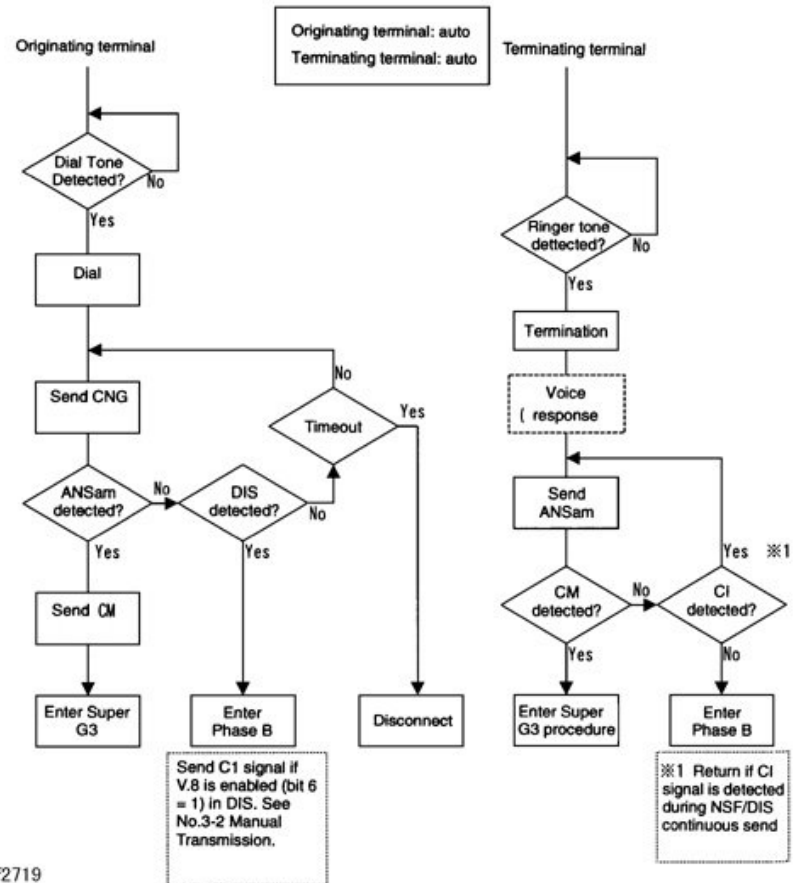 Originating terminal
Originating terminal: auto
Terminating terminal: auto
Terminating terminal
Dial Tone
Detected?
No
Yes
Dial
Send CNG
ANSam
detected?
No
Yes
Send CM
Enter Super
G3
DIS
detected?
No
Yes
Enter
Phase B
Send C1 signal if
V.8 is enabled (bit 6
= 1) in DIS. See
No.3-2 Manual
Transmission.
No
Timeout
Yes
Disconnect
Ringer tone
dettected?
No
Yes
Termination
Voice
( response
Send
ANSam
CM
detected?
No
Yes
Enter Super
G3 procedure
Yes ※1
CI
detected?
No
Enter
Phase B
※1 Return if CI
signal is detected
during NSF/DIS
continuous send
2719